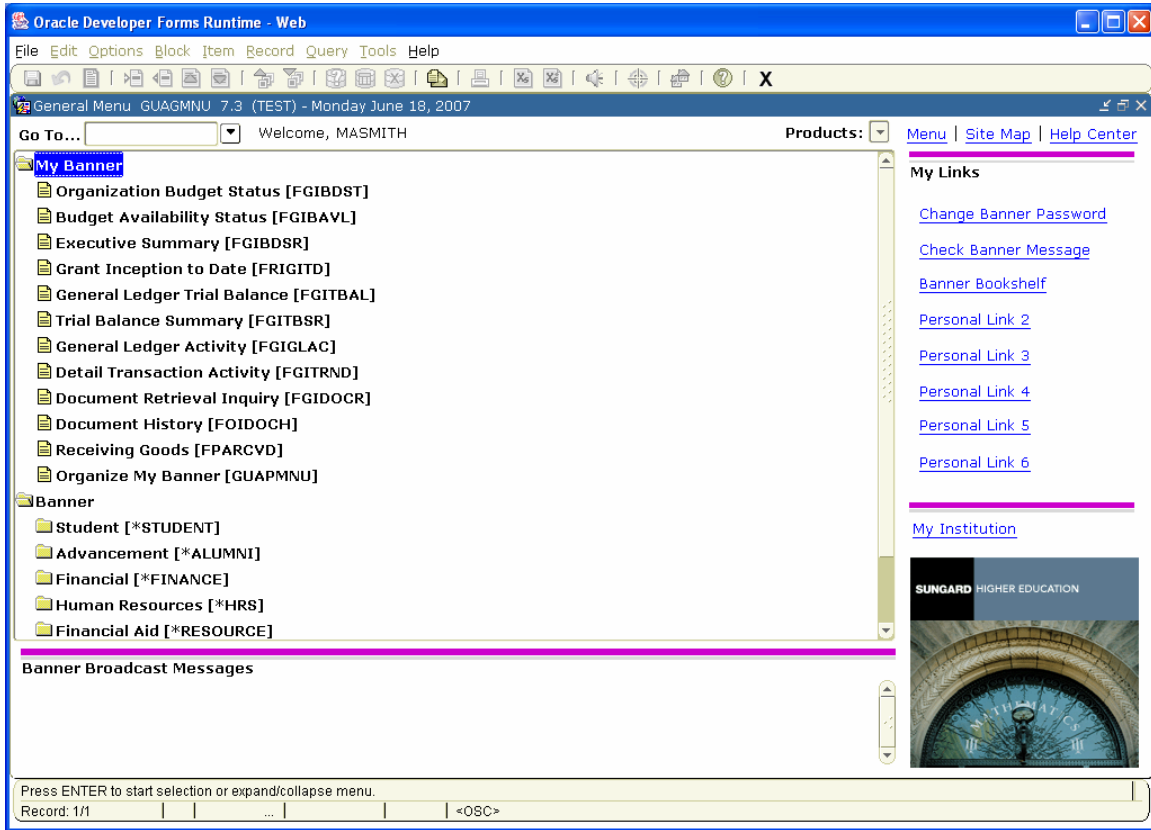 Oracle Developer Forms Runtime - Web
File Edit Options Block Item Record Query Tools Help
X
General Menu GUAGMNU 7.3 (TEST) - Monday June 18, 2007
Go To... Welcome, MASMITH Products: Menu | Site Map | Help Center
My Banner
Organization Budget Status [FGIBDST]
Budget Availability Status [FGIBAVL]
Executive Summary [FGIBDSR]
Grant Inception to Date [FRIGITD]
General Ledger Trial Balance [FGITBAL]
Trial Balance Summary [FGITBSR]
General Ledger Activity [FGIGLAC]
Detail Transaction Activity [FGITRND]
Document Retrieval Inquiry [FGIDOCR]
Document History [FOIDOCH]
Receiving Goods [FPARCVD]
Organize My Banner [GUAPMNU]
Banner
Student [*STUDENT]
Advancement [*ALUMNI]
Financial [*FINANCE]
Human Resources [*HRS]
Financial Aid [*RESOURCE]
My Links
Change Banner Password
Check Banner Message
Banner Bookshelf
Personal Link 2
Personal Link 3
Personal Link 4
Personal Link 5
Personal Link 6
My Institution
SUNGARD HIGHER EDUCATION
MATHEMATICS
Banner Broadcast Messages
Press ENTER to start selection or expand/collapse menu.
Record: 1/1 ... <OSC>